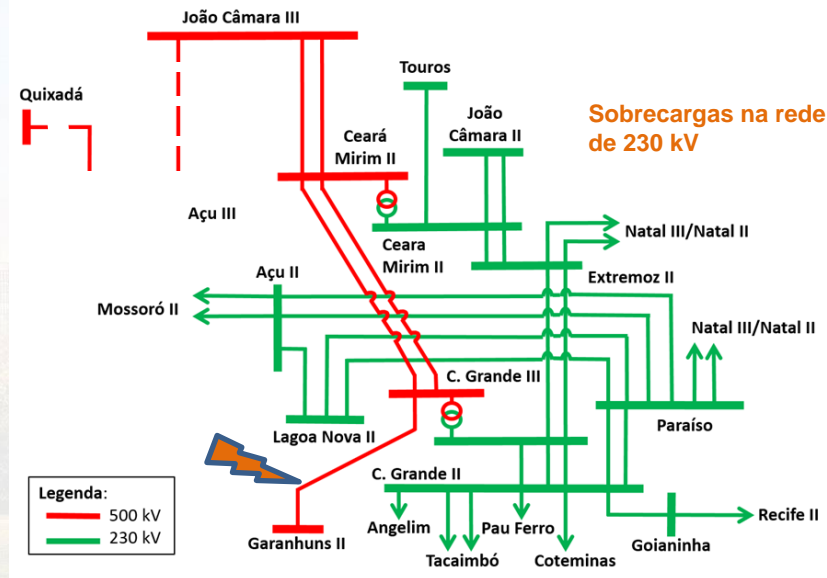 João Câmara III
Quixadá
Touros
João
Câmara II
Sobrecargas na rede
de 230 kV
Ceará
Mirim II
Açu III
Natal III/Natal II
Ceara
Mirim II
Açu II
Extremoz II
Mossoró II
Natal III/Natal II
C. Grande III
Lagoa Nova II
Paraíso
C. Grande II
Legenda:
500 kV
230 kV
Angelim
Pau Ferro
Recife II
Garanhuns II
Tacaimbó
Coteminas
Goianinha